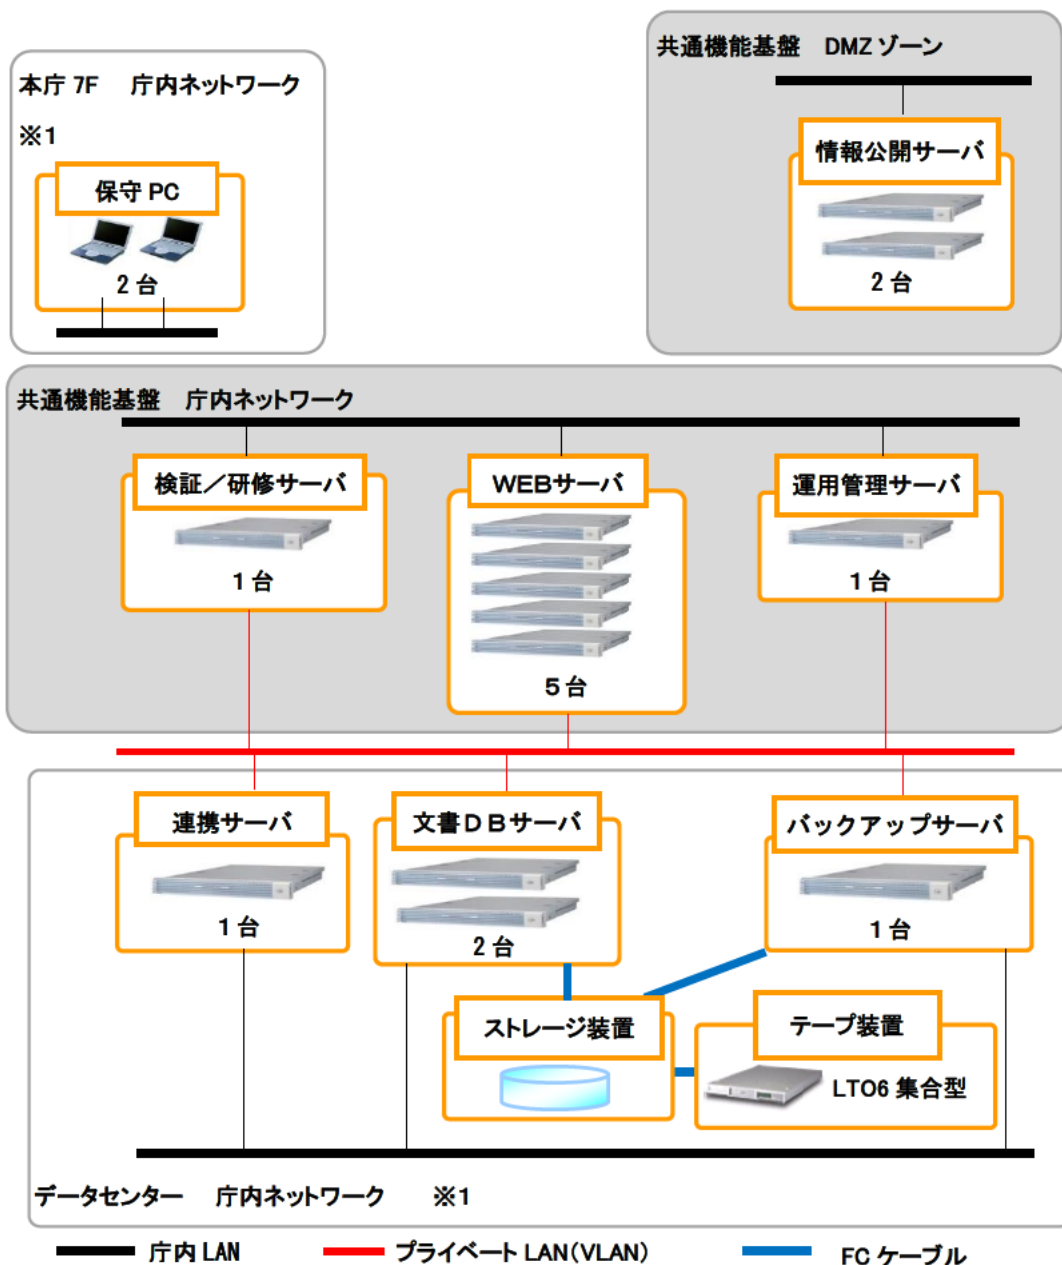 共通機能基盤 DMZ ゾーン
本庁 7F 庁内ネットワーク
※1
保守 PC
2 台
情報公開サーバ
2 台
共通機能基盤 庁内ネットワーク
検証／研修サーバ
1 台
WEBサーバ
5 台
運用管理サーバ
1 台
連携サーバ
1 台
文書DBサーバ
2 台
バックアップサーバ
1 台
ストレージ装置
テープ装置
LTO6 集合型
データセンター 庁内ネットワーク ※1
庁内 LAN プライベート LAN(VLAN) FC ケーブル